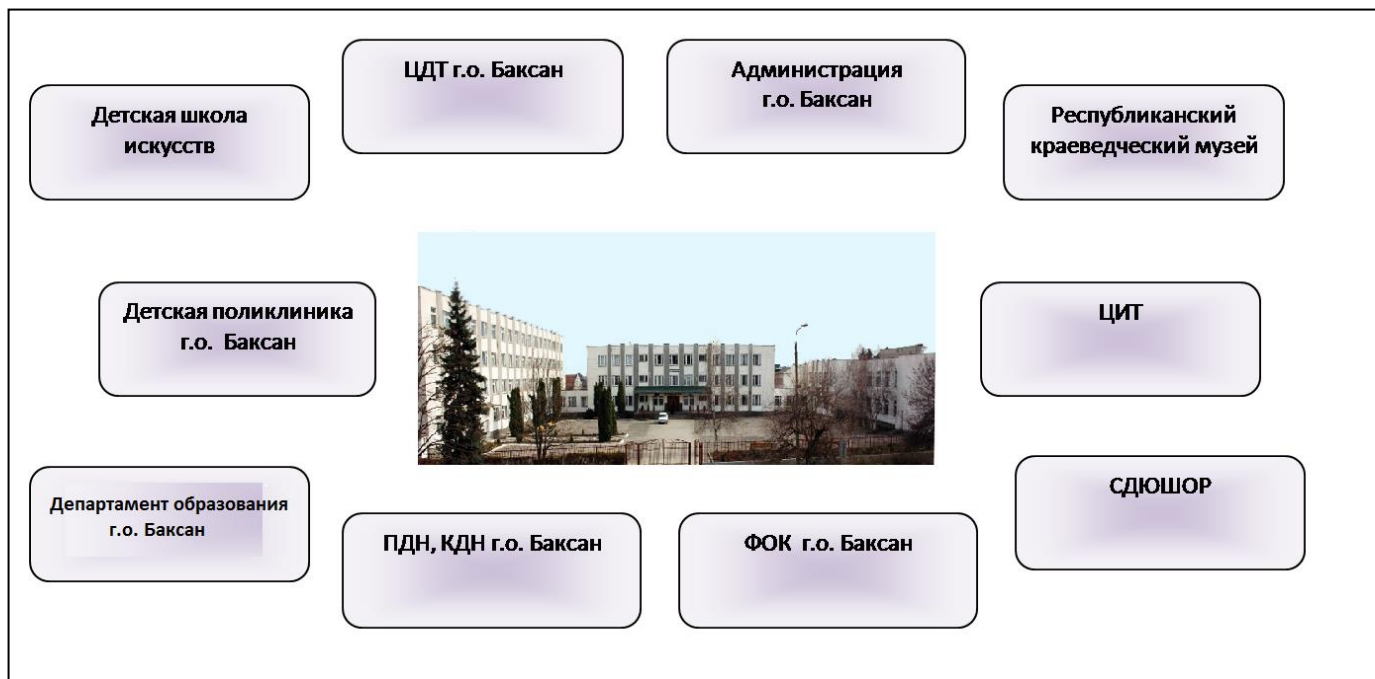 ЦДТ г.о. Баксан
Администрация
г.о. Баксан
Детская школа
искусств
Республиканский
краеведческий музей
Детская поликлиника
г.о. Баксан
ЦИТ
Департамент образования
г.о. Баксан
СДЮШОР
ПДН, КДН г.о. Баксан
ФОК г.о. Баксан